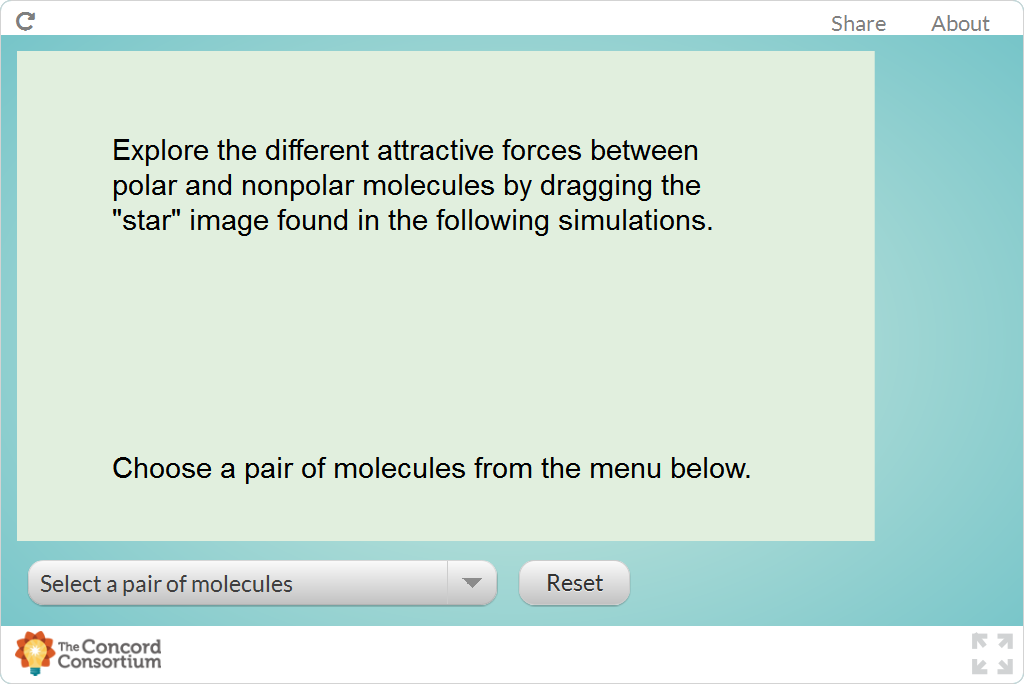 Share About
Explore the different attractive forces between
polar and nonpolar molecules by dragging the
"star" image found in the following simulations.
Choose a pair of molecules from the menu below.
Select a pair of molecules
Reset
The Concord
Consortium